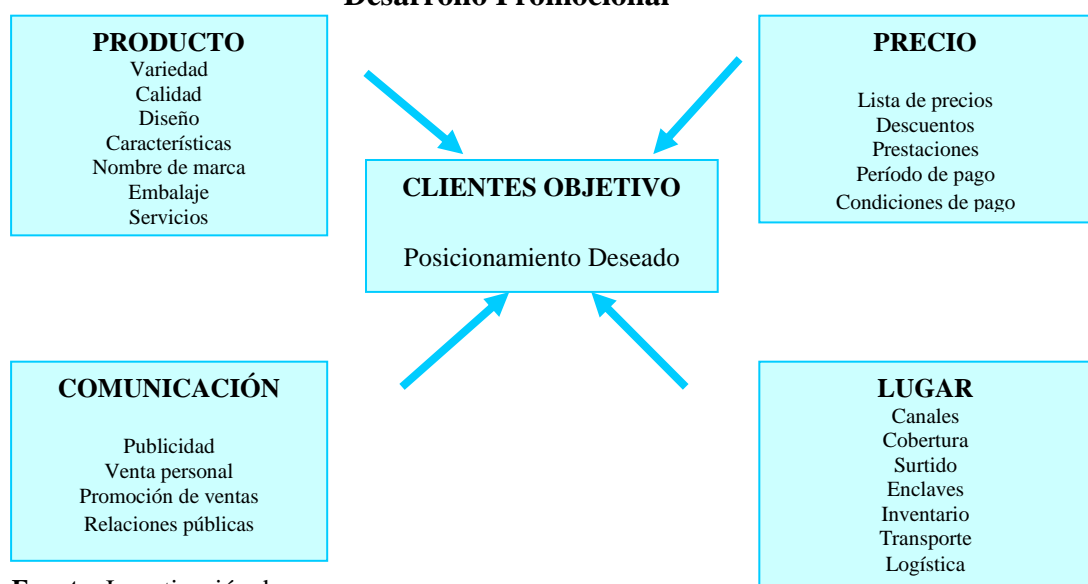 Desarrollo Promocional
PRODUCTO
Variedad
Calidad
Diseño
Características
Nombre de marca
Embalaje
Servicios
PRECIO
Lista de precios
Descuentos
Prestaciones
Período de pago
Condiciones de pago
CLIENTES OBJETIVO
Posicionamiento Deseado
COMUNICACIÓN
Publicidad
Venta personal
Promoción de ventas
Relaciones públicas
LUGAR
Canales
Cobertura
Surtido
Enclaves
Inventario
Transporte
Logística